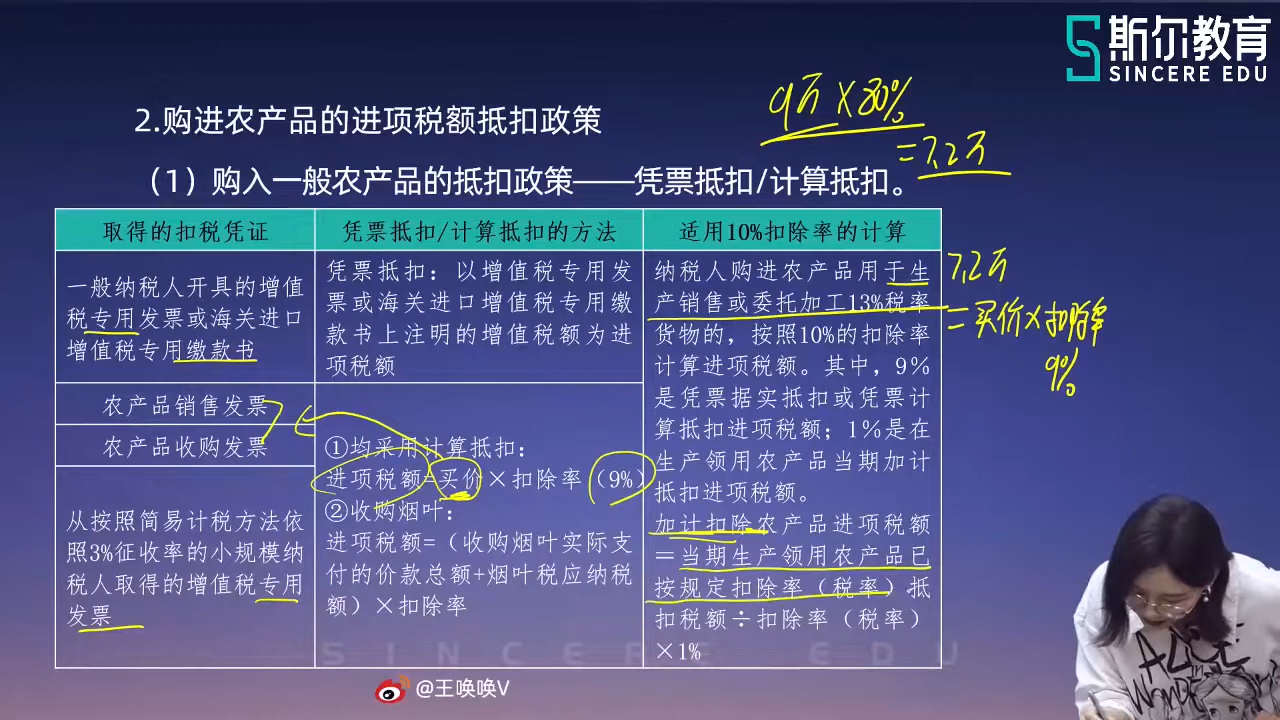 斯尔教育
SINCERE EDU
2.购进农产品的进项税额抵扣政策
9万×80%
=7.2万
（1）购入一般农产品的抵扣政策——凭票抵扣/计算抵扣。
取得的扣税凭证
凭票抵扣/计算抵扣的方法
适用10%扣除率的计算
一般纳税人开具的增值
税专用发票或海关进口
增值税专用缴款书
凭票抵扣：以增值税专用发
票或海关进口增值税专用缴
款书上注明的增值税额为进
项税额
农产品销售发票
农产品收购发票
从按照简易计税方法依
照3%征收率的小规模纳
税人取得的增值税专用
发票
①均采用计算抵扣：
进项税额=买价×扣除率（9%）
②收购烟叶：
进项税额=（收购烟叶实际支
付的价款总额+烟叶税应纳税
额）×扣除率
纳税人购进农产品用于生
产销售或委托加工13%税率
货物的，按照10%的扣除率
计算进项税额。其中，9%
是凭票据实抵扣或凭票计
算抵扣进项税额；1%是在
生产领用农产品当期加计
抵扣进项税额。
加计扣除农产品进项税额
=当期生产领用农产品已
按规定扣除率（税率）抵
扣税额÷扣除率（税率）
×1%
7.2万
=买价×扣除率
9%
SINCERE EDU
@王唤唤V